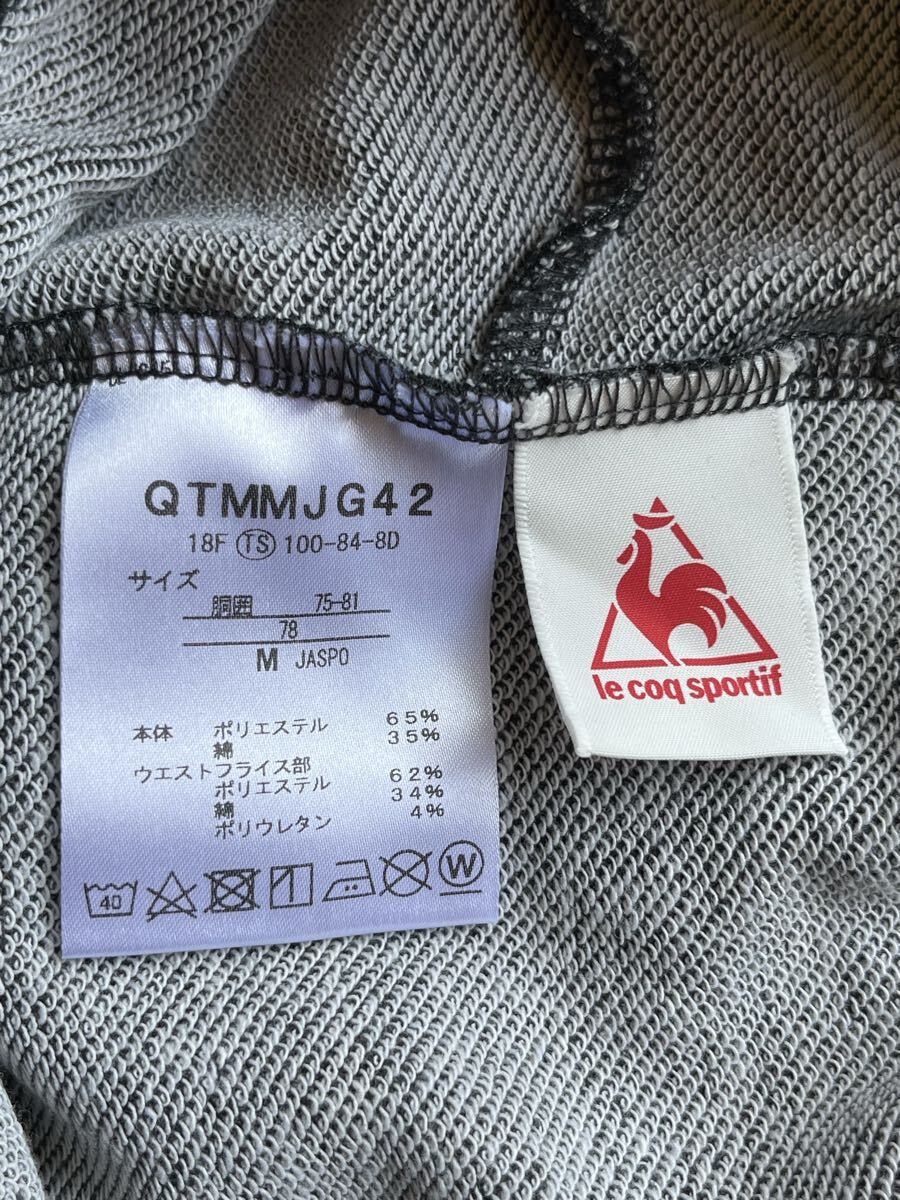 QTMMJG42
18F TS 100-84-8D
サイズ
胴囲 75-81
78
M JASPO
本体 ポリエステル 65%
綿 35%
ウエストフライス部
ポリエステル 62%
綿 34%
ポリウレタン 4%
40
W
le coq sportif